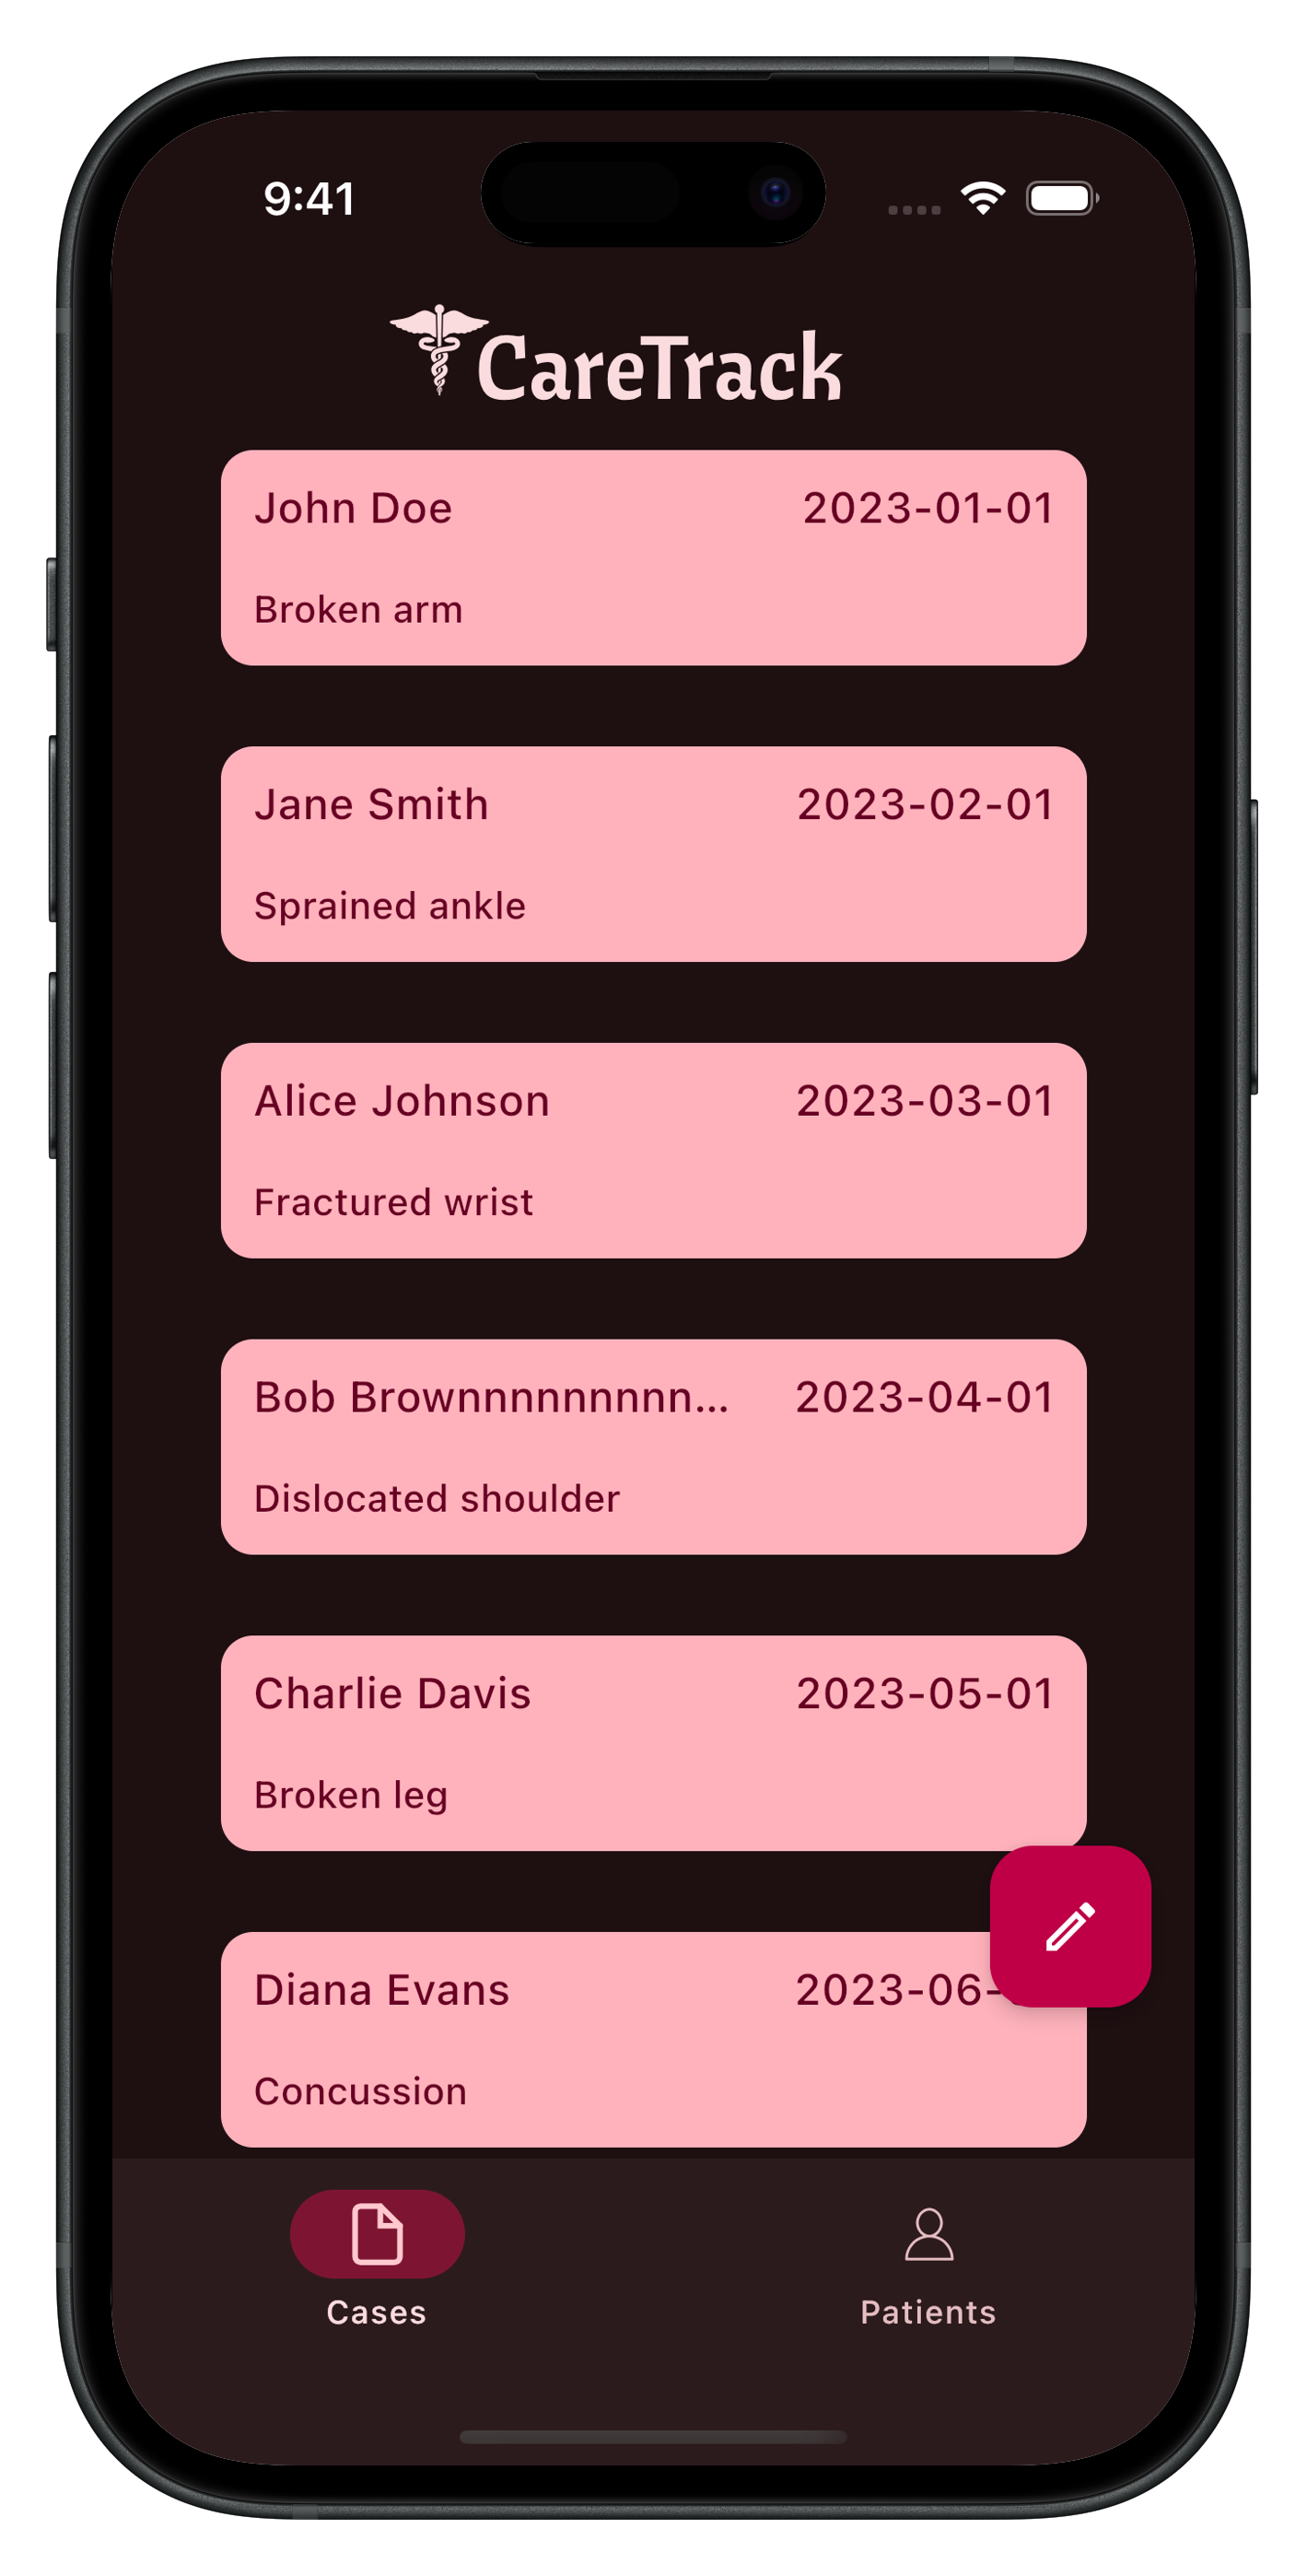 9:41
CareTrack
John Doe 2023-01-01
Broken arm
Jane Smith 2023-02-01
Sprained ankle
Alice Johnson 2023-03-01
Fractured wrist
Bob Brownnnnnnnnn... 2023-04-01
Dislocated shoulder
Charlie Davis 2023-05-01
Broken leg
Diana Evans 2023-06-
Concussion
Cases Patients